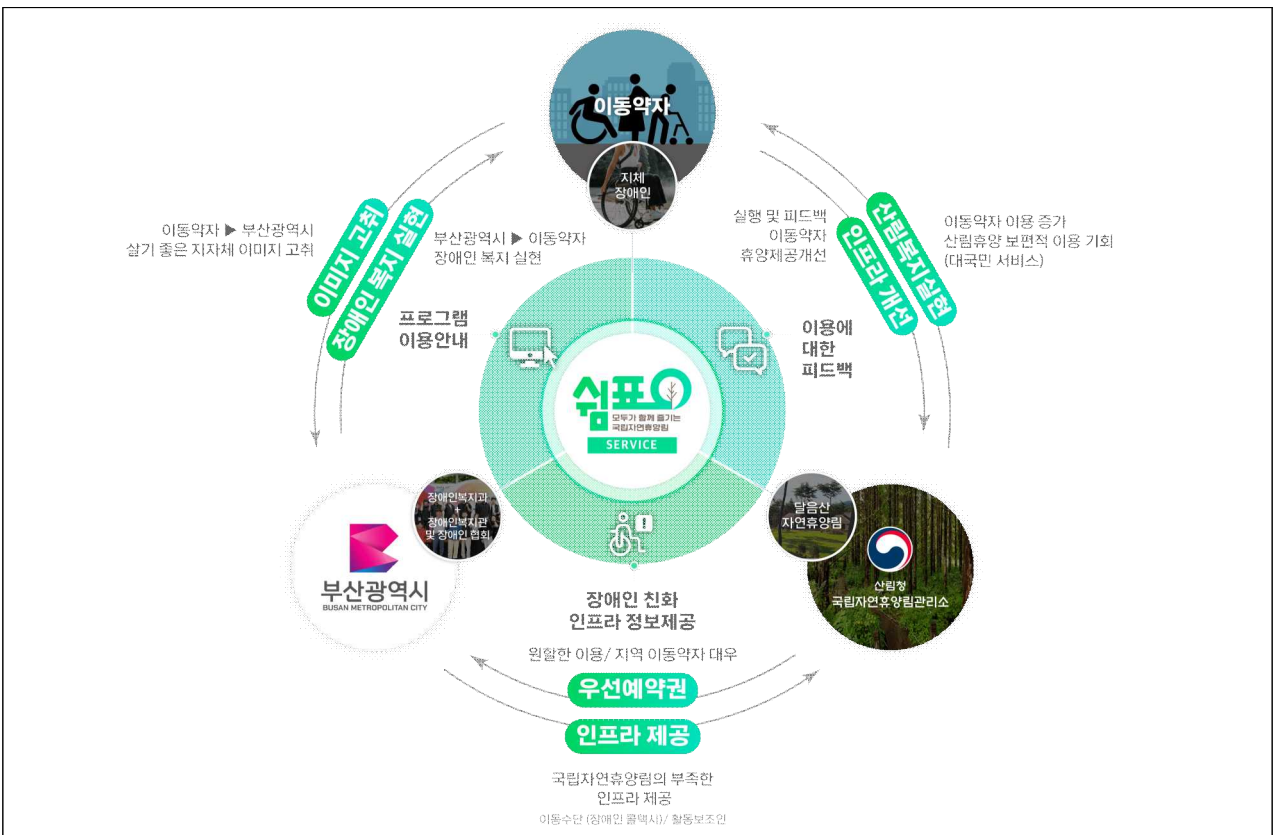 이동약자
지체
장애인
이동약자 ▶ 부산광역시
살기 좋은 지자체 이미지 고취
이미지 고취
장애인 복지 실현
부산광역시 ▶ 이동약자
장애인 복지 실현
실행 및 피드백
이동약자
휴양제공개선
인프라 개선
산림복지실현
이동약자 이용 증가
산림휴양 보편적 이용 기회
(대국민 서비스)
프로그램
이용안내
이용에
대한
피드백
쉼표
모두가 함께 즐기는
국립자연휴양림
SERVICE
장애인복지과
+
장애인복지관
및 장애인 협회
부산광역시
BUSAN METROPOLITAN CITY
달음산
자연휴양림
산림청
국립자연휴양림관리소
장애인 친화
인프라 정보제공
원할한 이용/ 지역 이동약자 대우
우선예약권
인프라 제공
국립자연휴양림의 부족한
인프라 제공
이동수단 (장애인 콜택시)/ 활동보조인